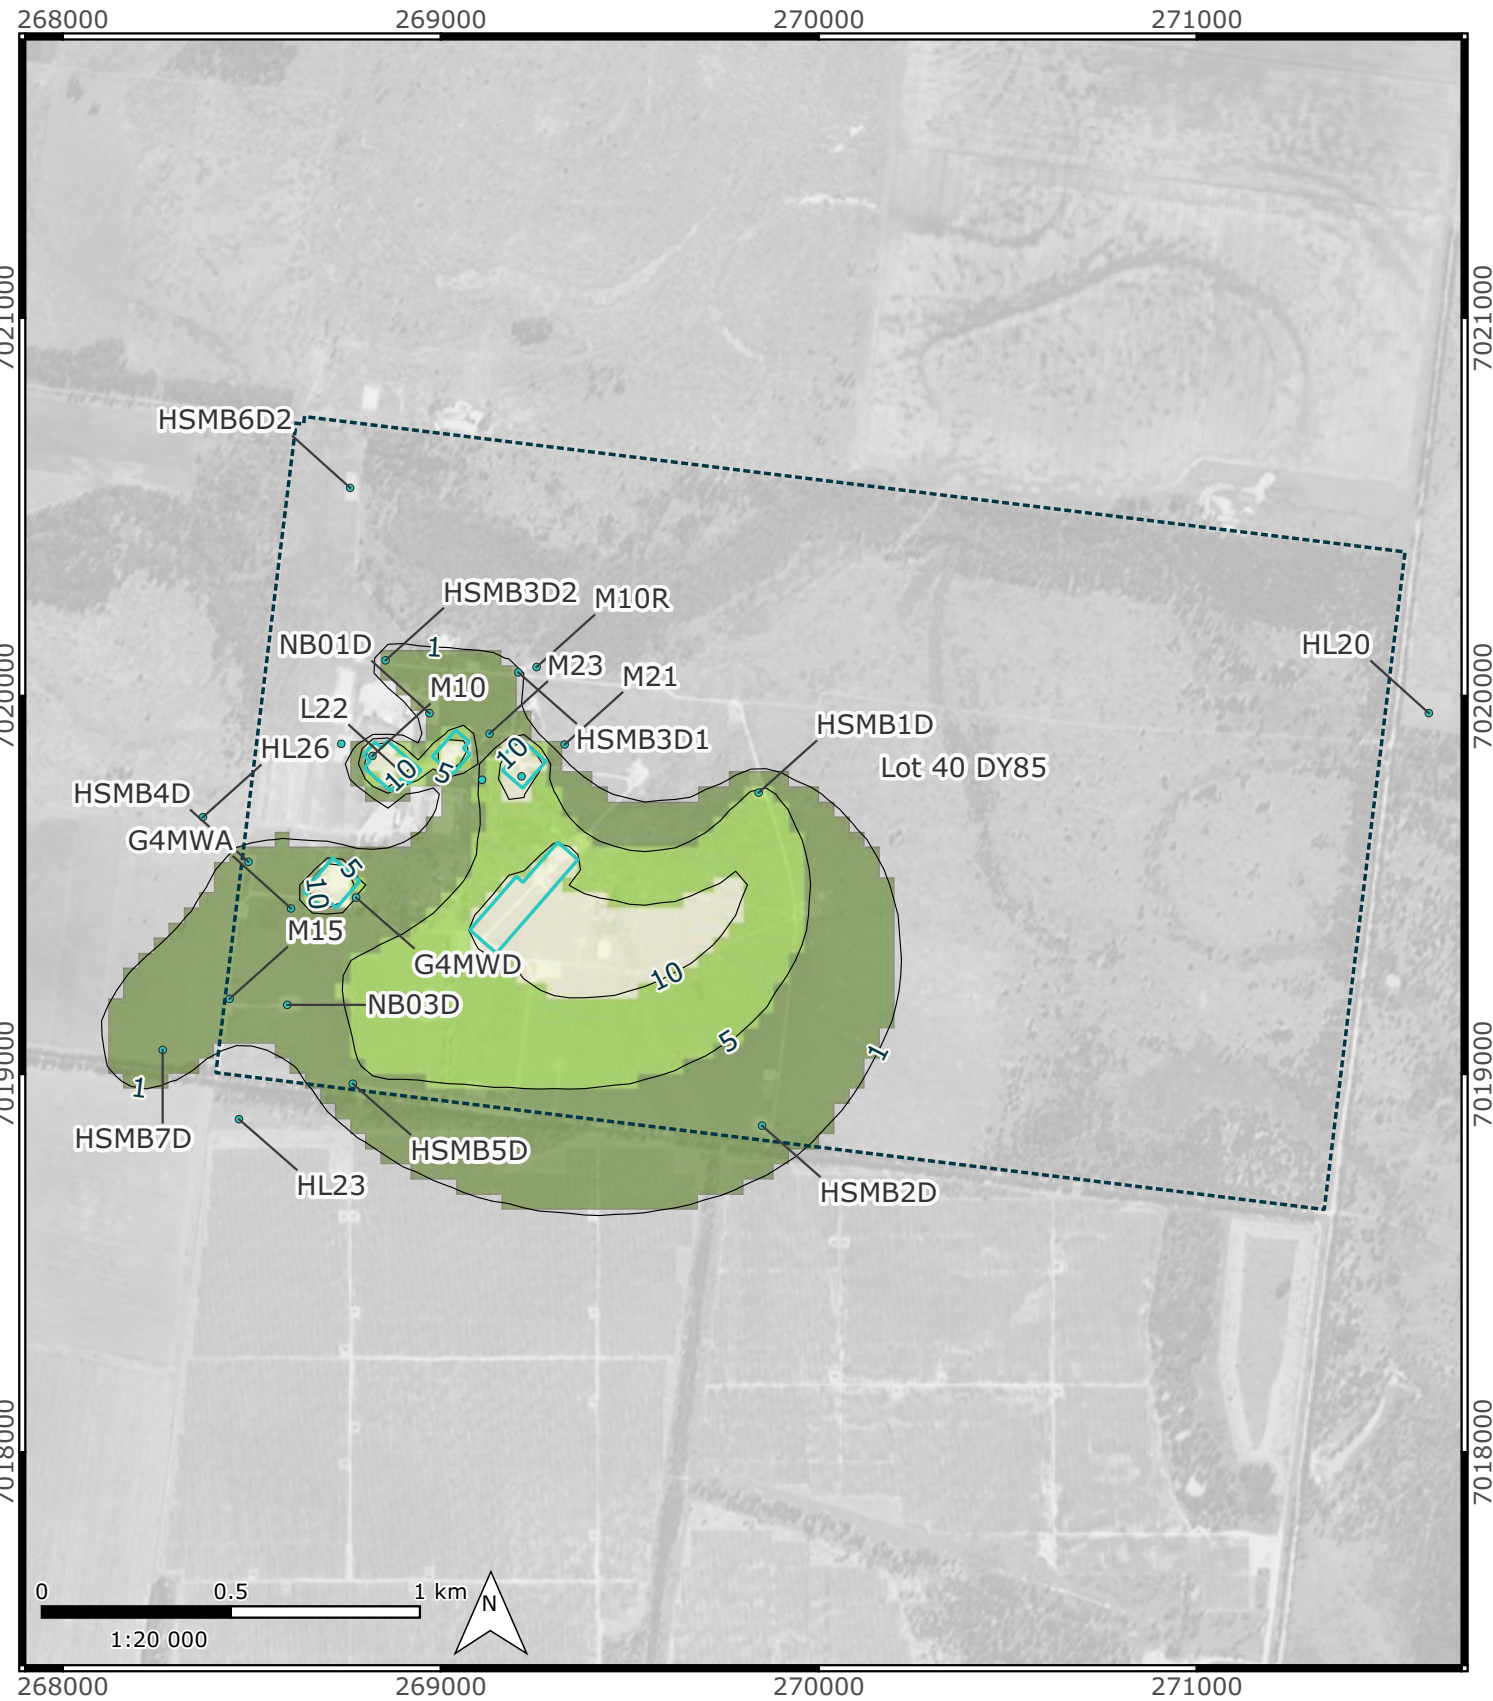 268000 269000 270000 271000
7021000 7021000
HSMB6D2
HSMB3D2
M10R
NB01D 1
HL20
M23
M21
M10
L22
HSMB1D
HSMB3D1
HL26 10
Lot 40 DY85
10 5
HSMB4D
G4MWA
5
10
M15
G4MWD
10
NB03D
5
1
1
HSMB7D
HSMB5D
HL23
HSMB2D
7020000 7020000
7019000 7019000
7018000 7018000
0 0.5 1 km
N
1:20 000
268000 269000 270000 271000